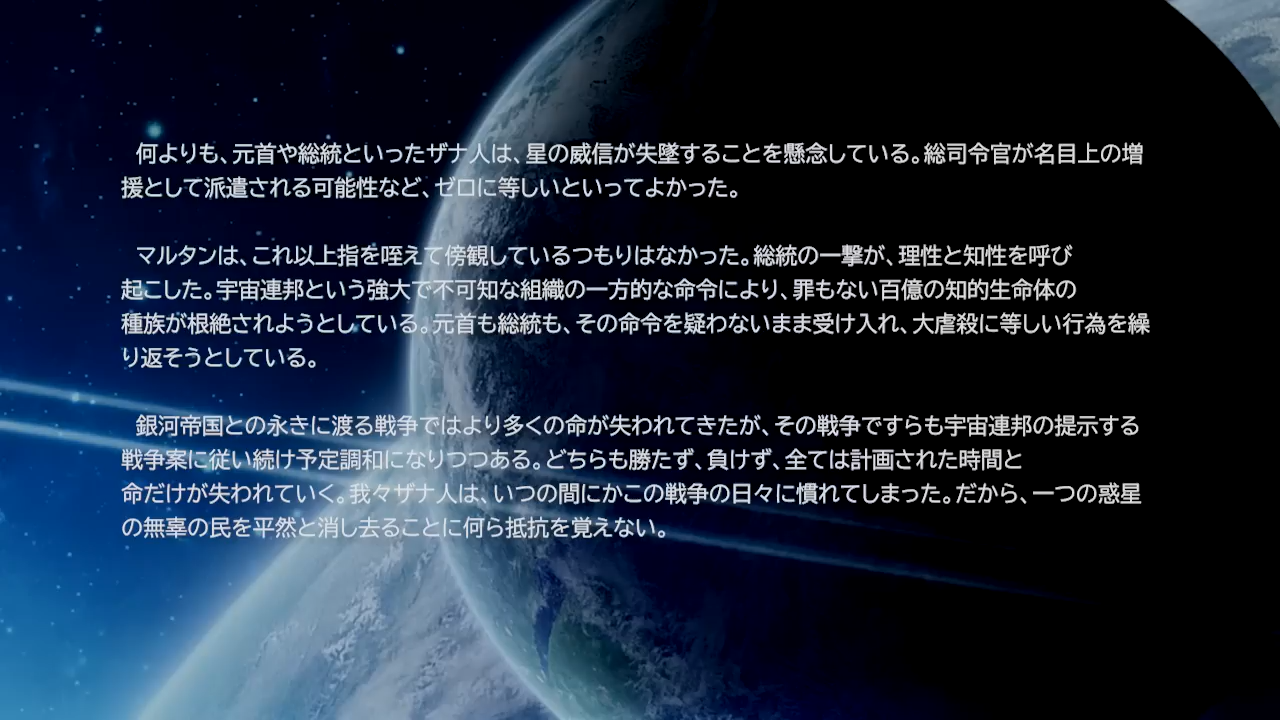 何よりも、元首や総統といったザナ人は、星の威信が失墜することを懸念している。総司令官が名目上の増
援として派遣される可能性など、ゼロに等しいといってよかった。
マルタンは、これ以上指を咥えて傍観しているつもりはなかった。総統の一撃が、理性と知性を呼び
起こした。宇宙連邦という強大で不可知な組織の一方的な命令により、罪もない百億の知的生命体の
種族が根絶されようとしている。元首も総統も、その命令を疑わないまま受け入れ、大虐殺に等しい行為を繰
り返そうとしている。
銀河帝国との永きに渡る戦争ではより多くの命が失われてきたが、その戦争ですらも宇宙連邦の提示する
戦争案に従い続け予定調和になりつつある。どちらも勝たず、負けず、全ては計画された時間と
命だけが失われていく。我々ザナ人は、いつの間にかこの戦争の日々に慣れてしまった。だから、一つの惑星
の無辜の民を平然と消し去ることに何ら抵抗を覚えない。